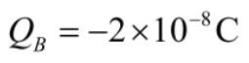 Q_B = −2×10⁻⁸ C